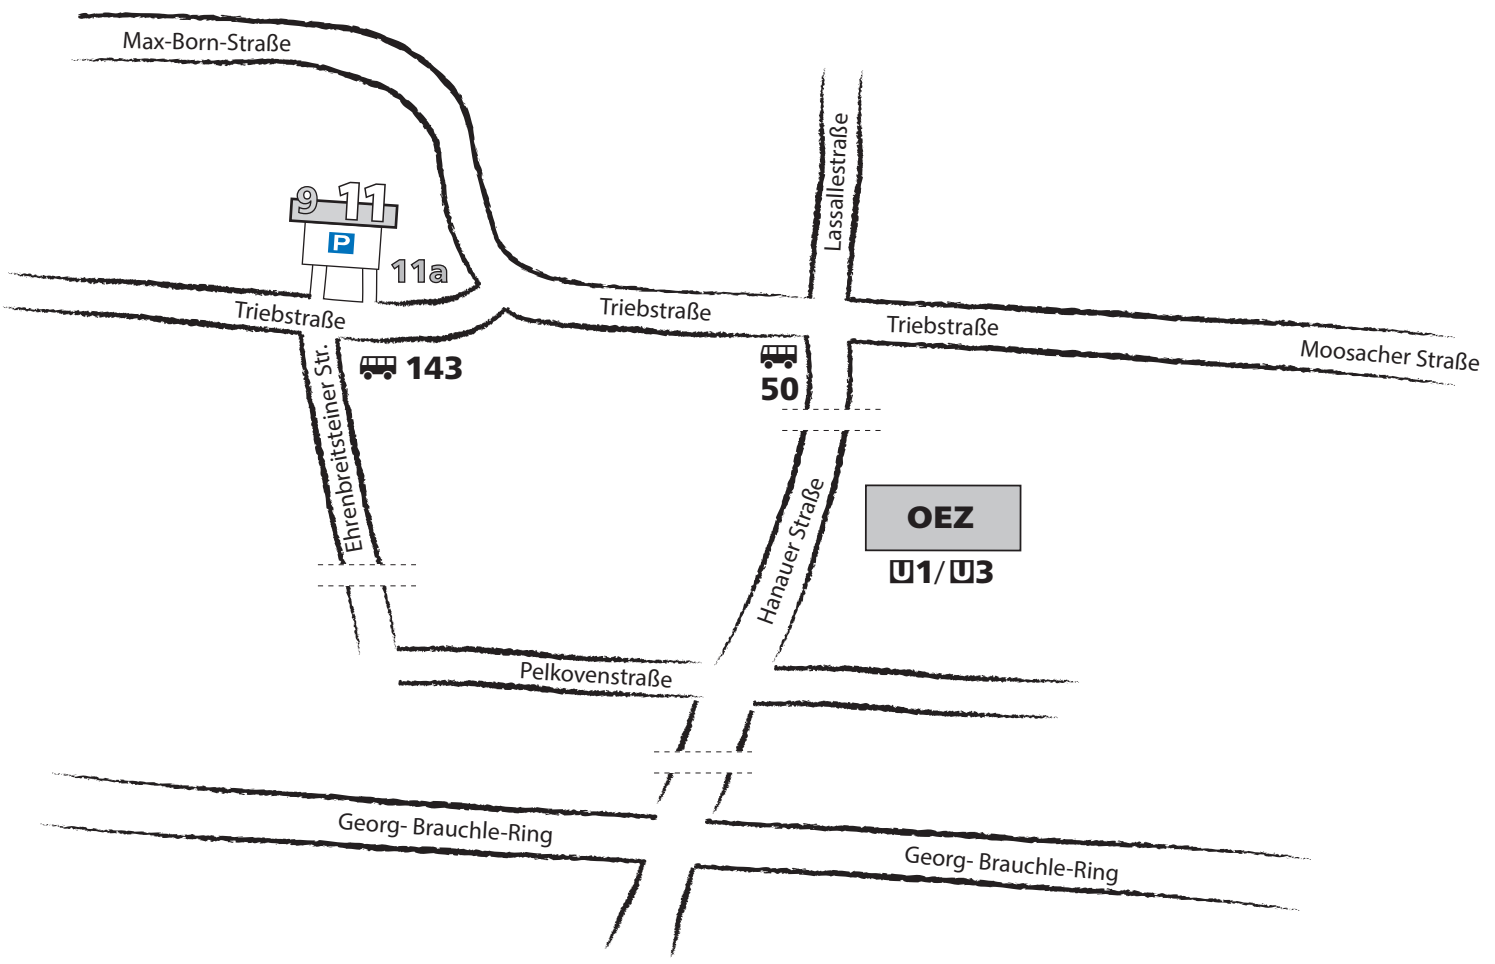 Max-Born-Straße
Lassallestraße
9 11
P
11a
Triebstraße
Triebstraße
Triebstraße
Moosacher Straße
143
50
Ehrenbreitsteiner Str.
Hanauer Straße
OEZ
U1/U3
Pelkovenstraße
Georg- Brauchle-Ring
Georg- Brauchle-Ring